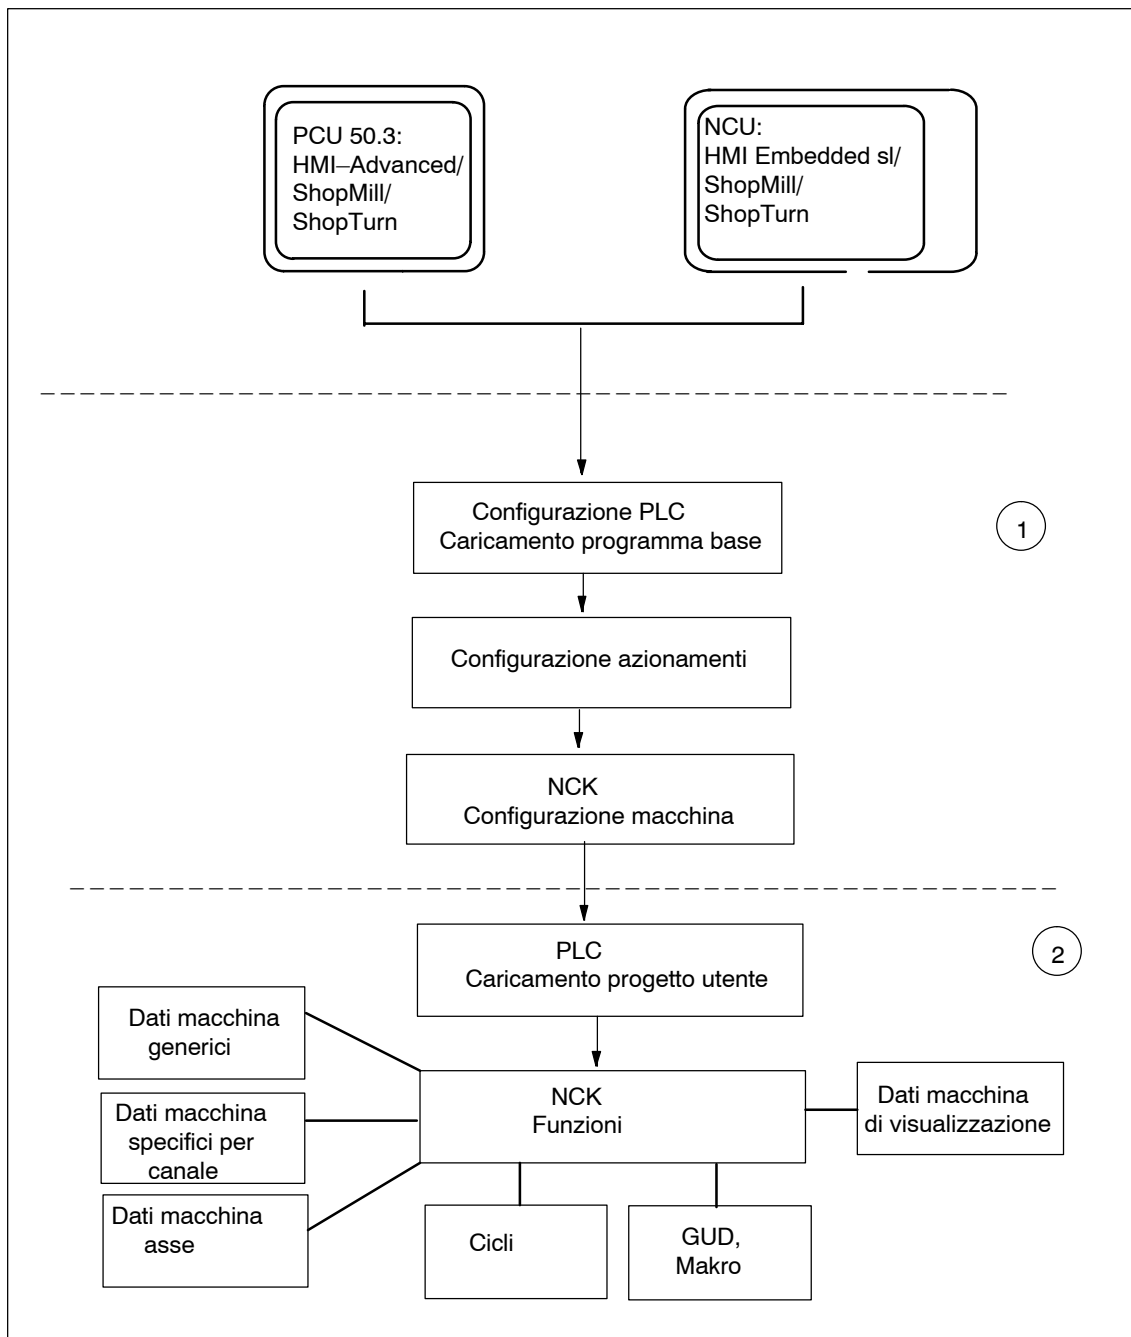 PCU 50.3:
HMI–Advanced/
ShopMill/
ShopTurn
NCU:
HMI Embedded sl/
ShopMill/
ShopTurn
Configurazione PLC
Caricamento programma base
1
Configurazione azionamenti
NCK
Configurazione macchina
PLC
Caricamento progetto utente
2
Dati macchina
generici
NCK
Funzioni
Dati macchina
di visualizzazione
Dati macchina
specifici per
canale
Dati macchina
asse
Cicli
GUD,
Makro